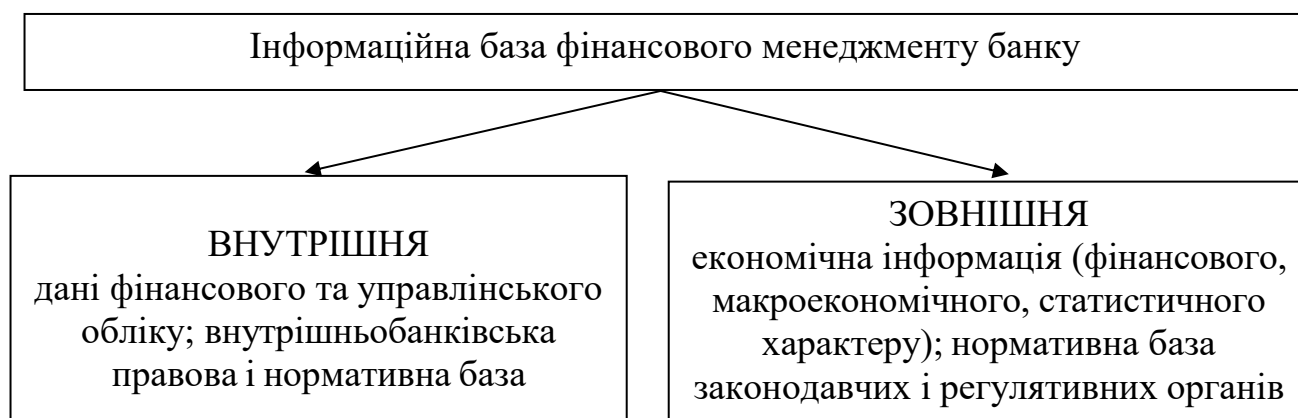 Інформаційна база фінансового менеджменту банку
ВНУТРІШНЯ
дані фінансового та управлінського
обліку; внутрішньобанківська
правова і нормативна база
ЗОВНІШНЯ
економічна інформація (фінансового,
макроекономічного, статистичного
характеру); нормативна база
законодавчих і регулятивних органів